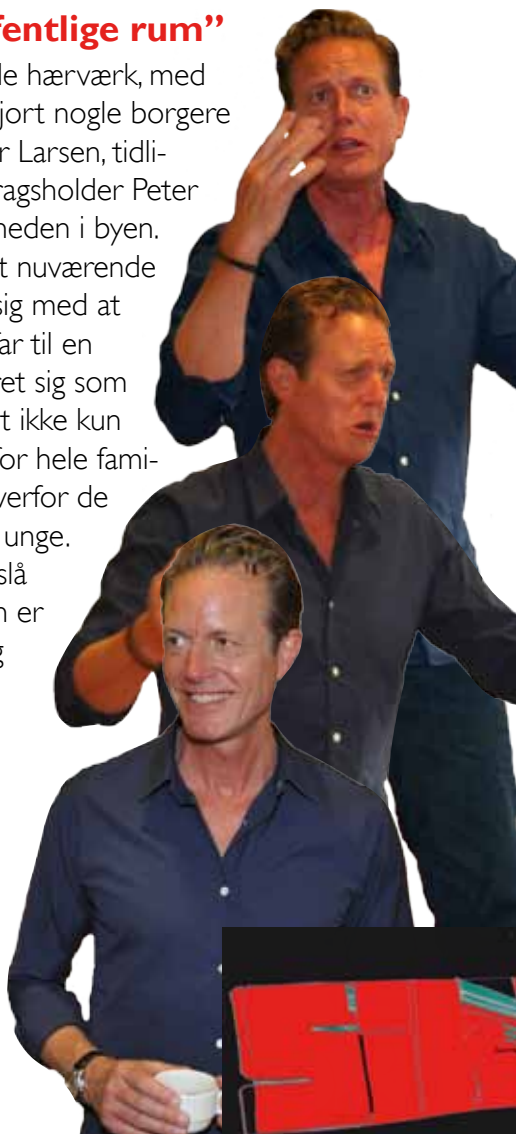 fentlige rum”
le hærværk, med
jort nogle borgere
r Larsen, tidli-
ragsholder Peter
heden i byen.
t nuværende
sig med at
far til en
ret sig som
t ikke kun
for hele fami-
verfor de
unge.
slå
n er
g